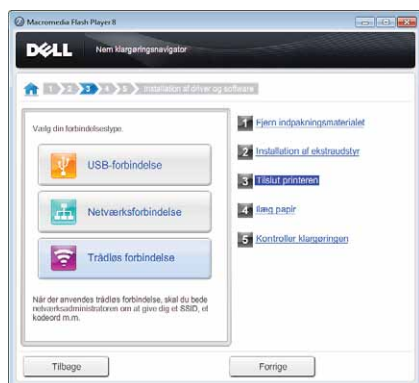 Macromedia Flash Player 8
DELL
Nem klargøringsnavigator
1 2 3 4 5 Installation af driver og software
Vælg din forbindelsestype.
USB-forbindelse
Netværksforbindelse
Trådløs forbindelse
Når der anvendes trådløs forbindelse, skal du bede
netværksadministratoren om at give dig et SSID, et
kodeord m.m.
1 Fjern indpakningsmaterialet
2 Installation af ekstraudstyr
3 Tilslut printeren
4 Ilæg papir
5 Kontroller klargøringen
Tilbage
Forrige